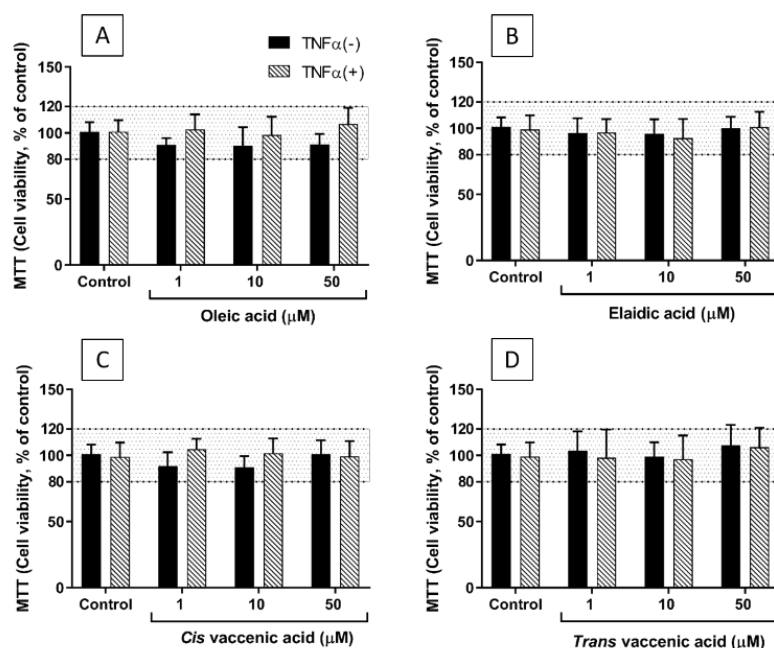 A
TNFα(-)
TNFα(+)
MTT (Cell viability, % of control)
150
120
100
80
50
0
Control
1
10
50
Oleic acid (μM)
B
MTT (Cell viability, % of control)
150
120
100
80
50
0
Control
1
10
50
Elaidic acid (μM)
C
MTT (Cell viability, % of control)
150
120
100
80
50
0
Control
1
10
50
Cis vaccenic acid (μM)
D
MTT (Cell viability, % of control)
150
120
100
80
50
0
Control
1
10
50
Trans vaccenic acid (μM)